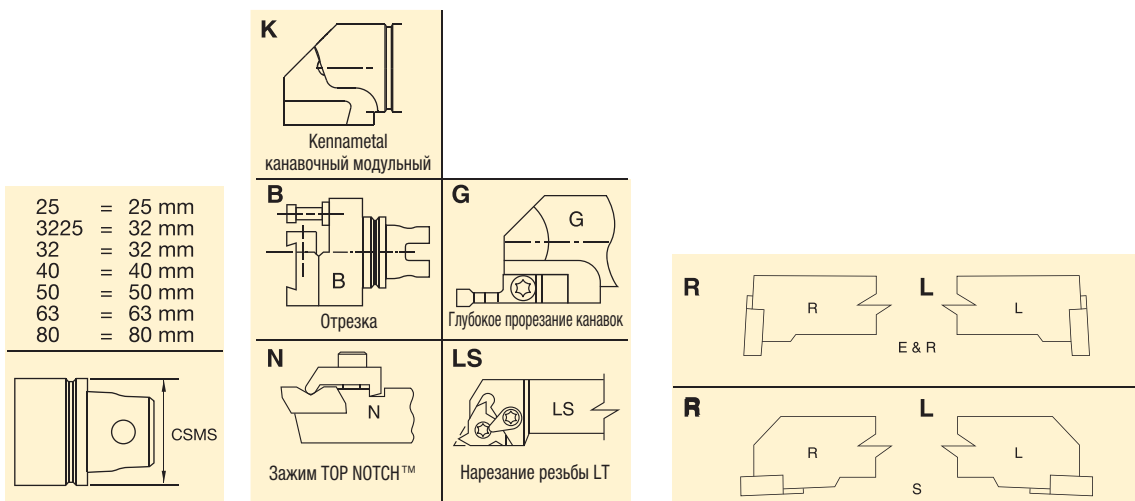 25 = 25 mm
3225 = 32 mm
32 = 32 mm
40 = 40 mm
50 = 50 mm
63 = 63 mm
80 = 80 mm
CSMS
K
Kennametal
канавочный модульный
B
B
Отрезка
G
G
Глубокое прорезание канавок
N
N
Зажим TOP NOTCH™
LS
LS
Нарезание резьбы LT
R
R
L
L
E & R
R
R
L
L
S